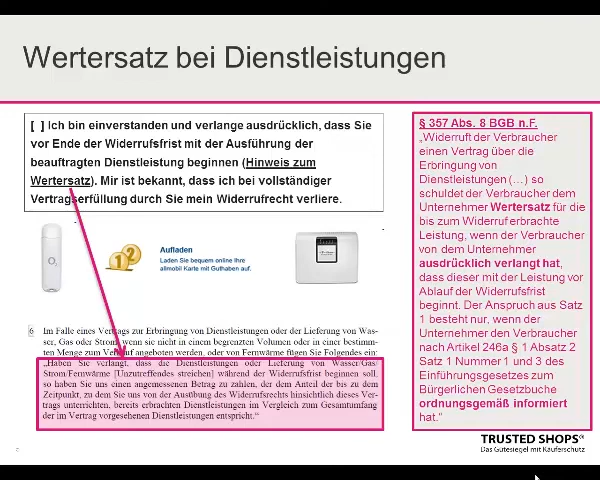 Wertersatz bei Dienstleistungen
[ ] Ich bin einverstanden und verlange ausdrücklich, dass Sie
vor Ende der Widerrufsfrist mit der Ausführung der
beauftragten Dienstleistung beginnen (Hinweis zum
Wertersatz). Mir ist bekannt, dass ich bei vollständiger
Vertragserfüllung durch Sie mein Widerrufrecht verliere.
Aufladen
Laden Sie bequem online Ihre
allmobil Karte mit Guthaben auf.
6 Im Falle eines Vertrags zur Erbringung von Dienstleistungen oder der Lieferung von Was-
ser, Gas oder Strom, wenn sie nicht in einem begrenzten Volumen oder in einer bestimm-
ten Menge zum Verkauf angeboten werden, oder von Fernwärme fügen Sie Folgendes ein:
„Haben Sie verlangt, dass die Dienstleistungen oder Lieferung von Wasser/Gas/
Strom/Fernwärme [Unzutreffendes streichen] während der Widerrufsfrist beginnen soll,
so haben Sie uns einen angemessenen Betrag zu zahlen, der dem Anteil der bis zu dem
Zeitpunkt, zu dem Sie uns von der Ausübung des Widerrufsrechts hinsichtlich dieses Ver-
trags unterrichten, bereits erbrachten Dienstleistungen im Vergleich zum Gesamtumfang
der im Vertrag vorgesehenen Dienstleistungen entspricht.“
§ 357 Abs. 8 BGB n.F.
„Widerruft der Verbraucher
einen Vertrag über die
Erbringung von
Dienstleistungen (…) so
schuldet der Verbraucher dem
Unternehmer Wertersatz für die
bis zum Widerruf erbrachte
Leistung, wenn der Verbraucher
von dem Unternehmer
ausdrücklich verlangt hat,
dass dieser mit der Leistung vor
Ablauf der Widerrufsfrist
beginnt. Der Anspruch aus Satz
1 besteht nur, wenn der
Unternehmer den Verbraucher
nach Artikel 246a § 1 Absatz 2
Satz 1 Nummer 1 und 3 des
Einführungsgesetzes zum
Bürgerlichen Gesetzbuche
ordnungsgemäß informiert
hat.“
TRUSTED SHOPS®
Das Gütesiegel mit Käuferschutz